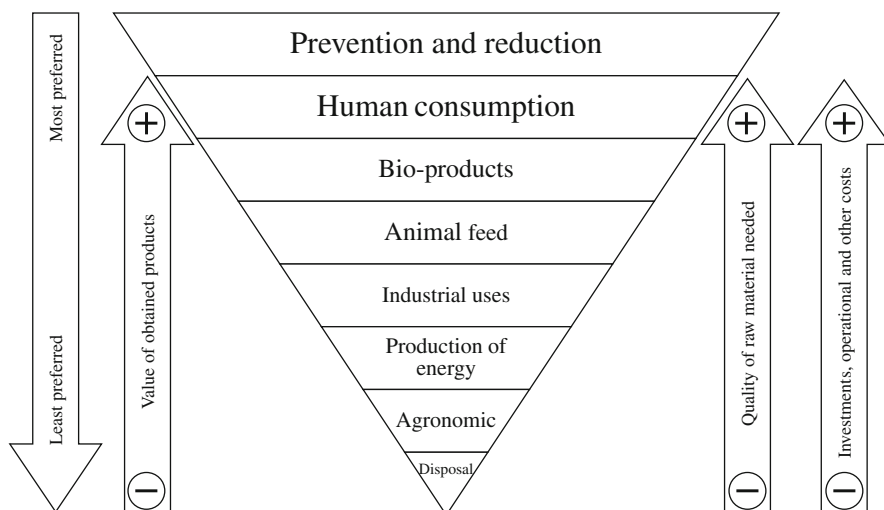 Prevention and reduction
Human consumption
Bio-products
Animal feed
Industrial uses
Production of
energy
Agronomic
Disposal
Most preferred
Least preferred
+
Value of obtained products
−
+
Quality of raw material needed
−
+
Investments, operational and other costs
−